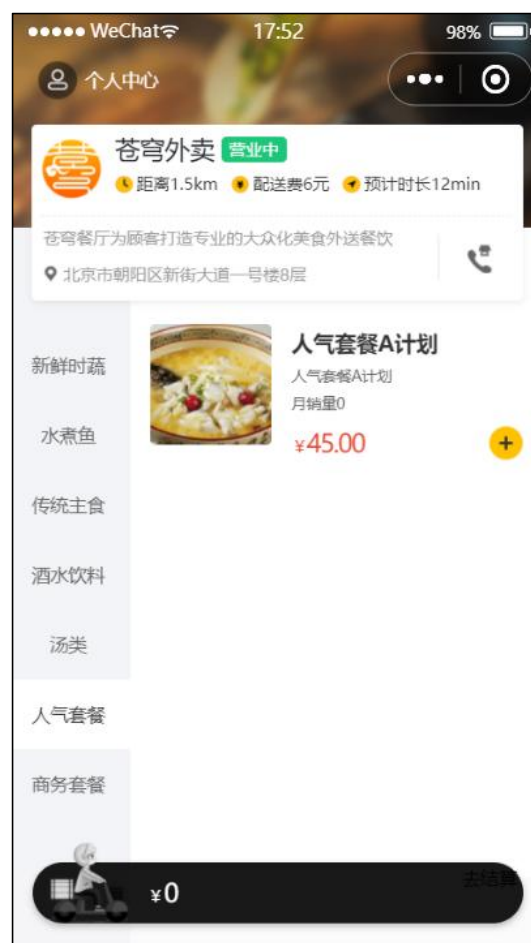 ●●●●● WeChat 17:52 98%
个人中心
苍穹外卖 营业中
距离1.5km 配送费6元 预计时长12min
苍穹餐厅为顾客打造专业的大众化美食外送餐饮
北京市朝阳区新街大道一号楼8层
新鲜时蔬
水煮鱼
传统主食
酒水饮料
汤类
人气套餐
商务套餐
人气套餐A计划
人气套餐A计划
月销量0
¥45.00
¥0
去结算